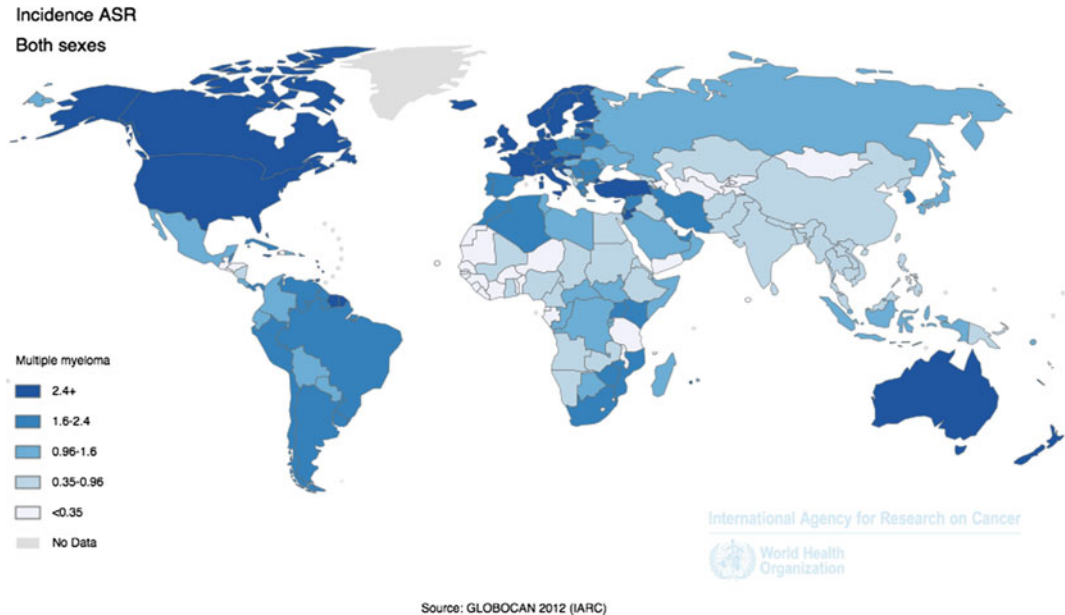 Incidence ASR
Both sexes
Multiple myeloma
2.4+
1.6-2.4
0.96-1.6
0.35-0.96
<0.35
No Data
International Agency for Research on Cancer
World Health
Organization
Source: GLOBOCAN 2012 (IARC)